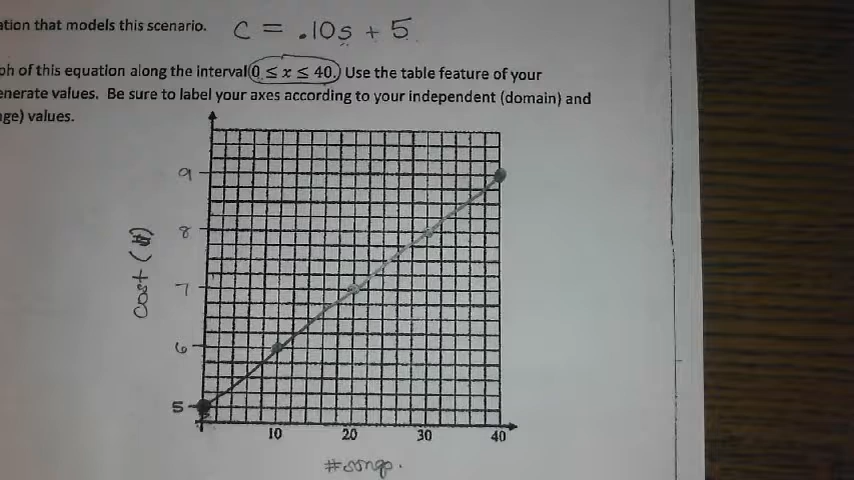 ation that models this scenario. C = .10s + 5
ph of this equation along the interval 0 ≤ x ≤ 40. Use the table feature of your
enerate values. Be sure to label your axes according to your independent (domain) and
nge) values.
9
8
7
6
5
Cost ($)
10 20 30 40
#songs.